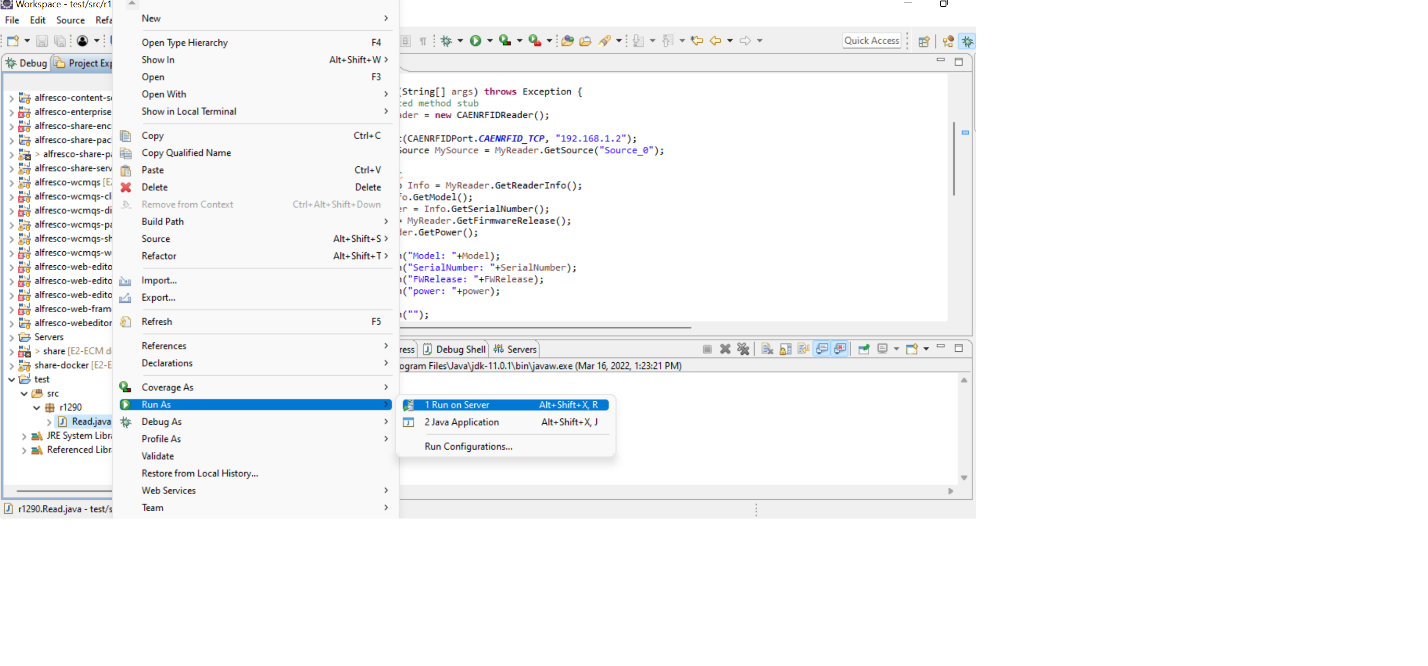 Workspace - test/src/r1
File Edit Source Refa
Quick Access
Debug Project Exp
alfresco-content-s
alfresco-enterprise
alfresco-share-enc
alfresco-share-pac
> alfresco-share-pa
alfresco-share-serv
alfresco-wcmqs [E2
alfresco-wcmqs-cl
alfresco-wcmqs-di
alfresco-wcmqs-pa
alfresco-wcmqs-sh
alfresco-wcmqs-w
alfresco-web-edito
alfresco-web-edito
alfresco-web-edito
alfresco-web-fram
alfresco-webeditor
Servers
> share [E2-ECM d
share-docker [E2-E
test
src
r1290
Read.java
JRE System Libra
Referenced Libr
r1290.Read.java - test/s
New
Open Type Hierarchy F4
Show In Alt+Shift+W >
Open F3
Open With
Show in Local Terminal
Copy Ctrl+C
Copy Qualified Name
Paste Ctrl+V
Delete Delete
Remove from Context Ctrl+Alt+Shift+Down
Build Path
Source Alt+Shift+S >
Refactor Alt+Shift+T >
Import...
Export...
Refresh F5
References
Declarations
Coverage As
Run As
Debug As
Profile As
Validate
Restore from Local History...
Web Services
Team
1 Run on Server Alt+Shift+X, R
2 Java Application Alt+Shift+X, J
Run Configurations...
(String[] args) throws Exception {
ted method stub
ader = new CAENRFIDReader();
t(CAENRFIDPort.CAENRFID_TCP, "192.168.1.2");
Source MySource = MyReader.GetSource("Source_0");
o Info = MyReader.GetReaderInfo();
fo.GetModel();
er = Info.GetSerialNumber();
MyReader.GetFirmwareRelease();
der.GetPower();
("Model: "+Model);
("SerialNumber: "+SerialNumber);
("FWRelease: "+FWRelease);
("power: "+power);
("");
ress Debug Shell Servers
ogram Files\Java\jdk-11.0.1\bin\javaw.exe (Mar 16, 2022, 1:23:21 PM)